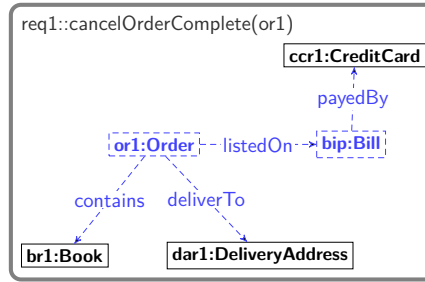 req1::cancelOrderComplete(or1)
ccr1:CreditCard
payedBy
or1:Order
listedOn
bip:Bill
contains
deliverTo
br1:Book
dar1:DeliveryAddress